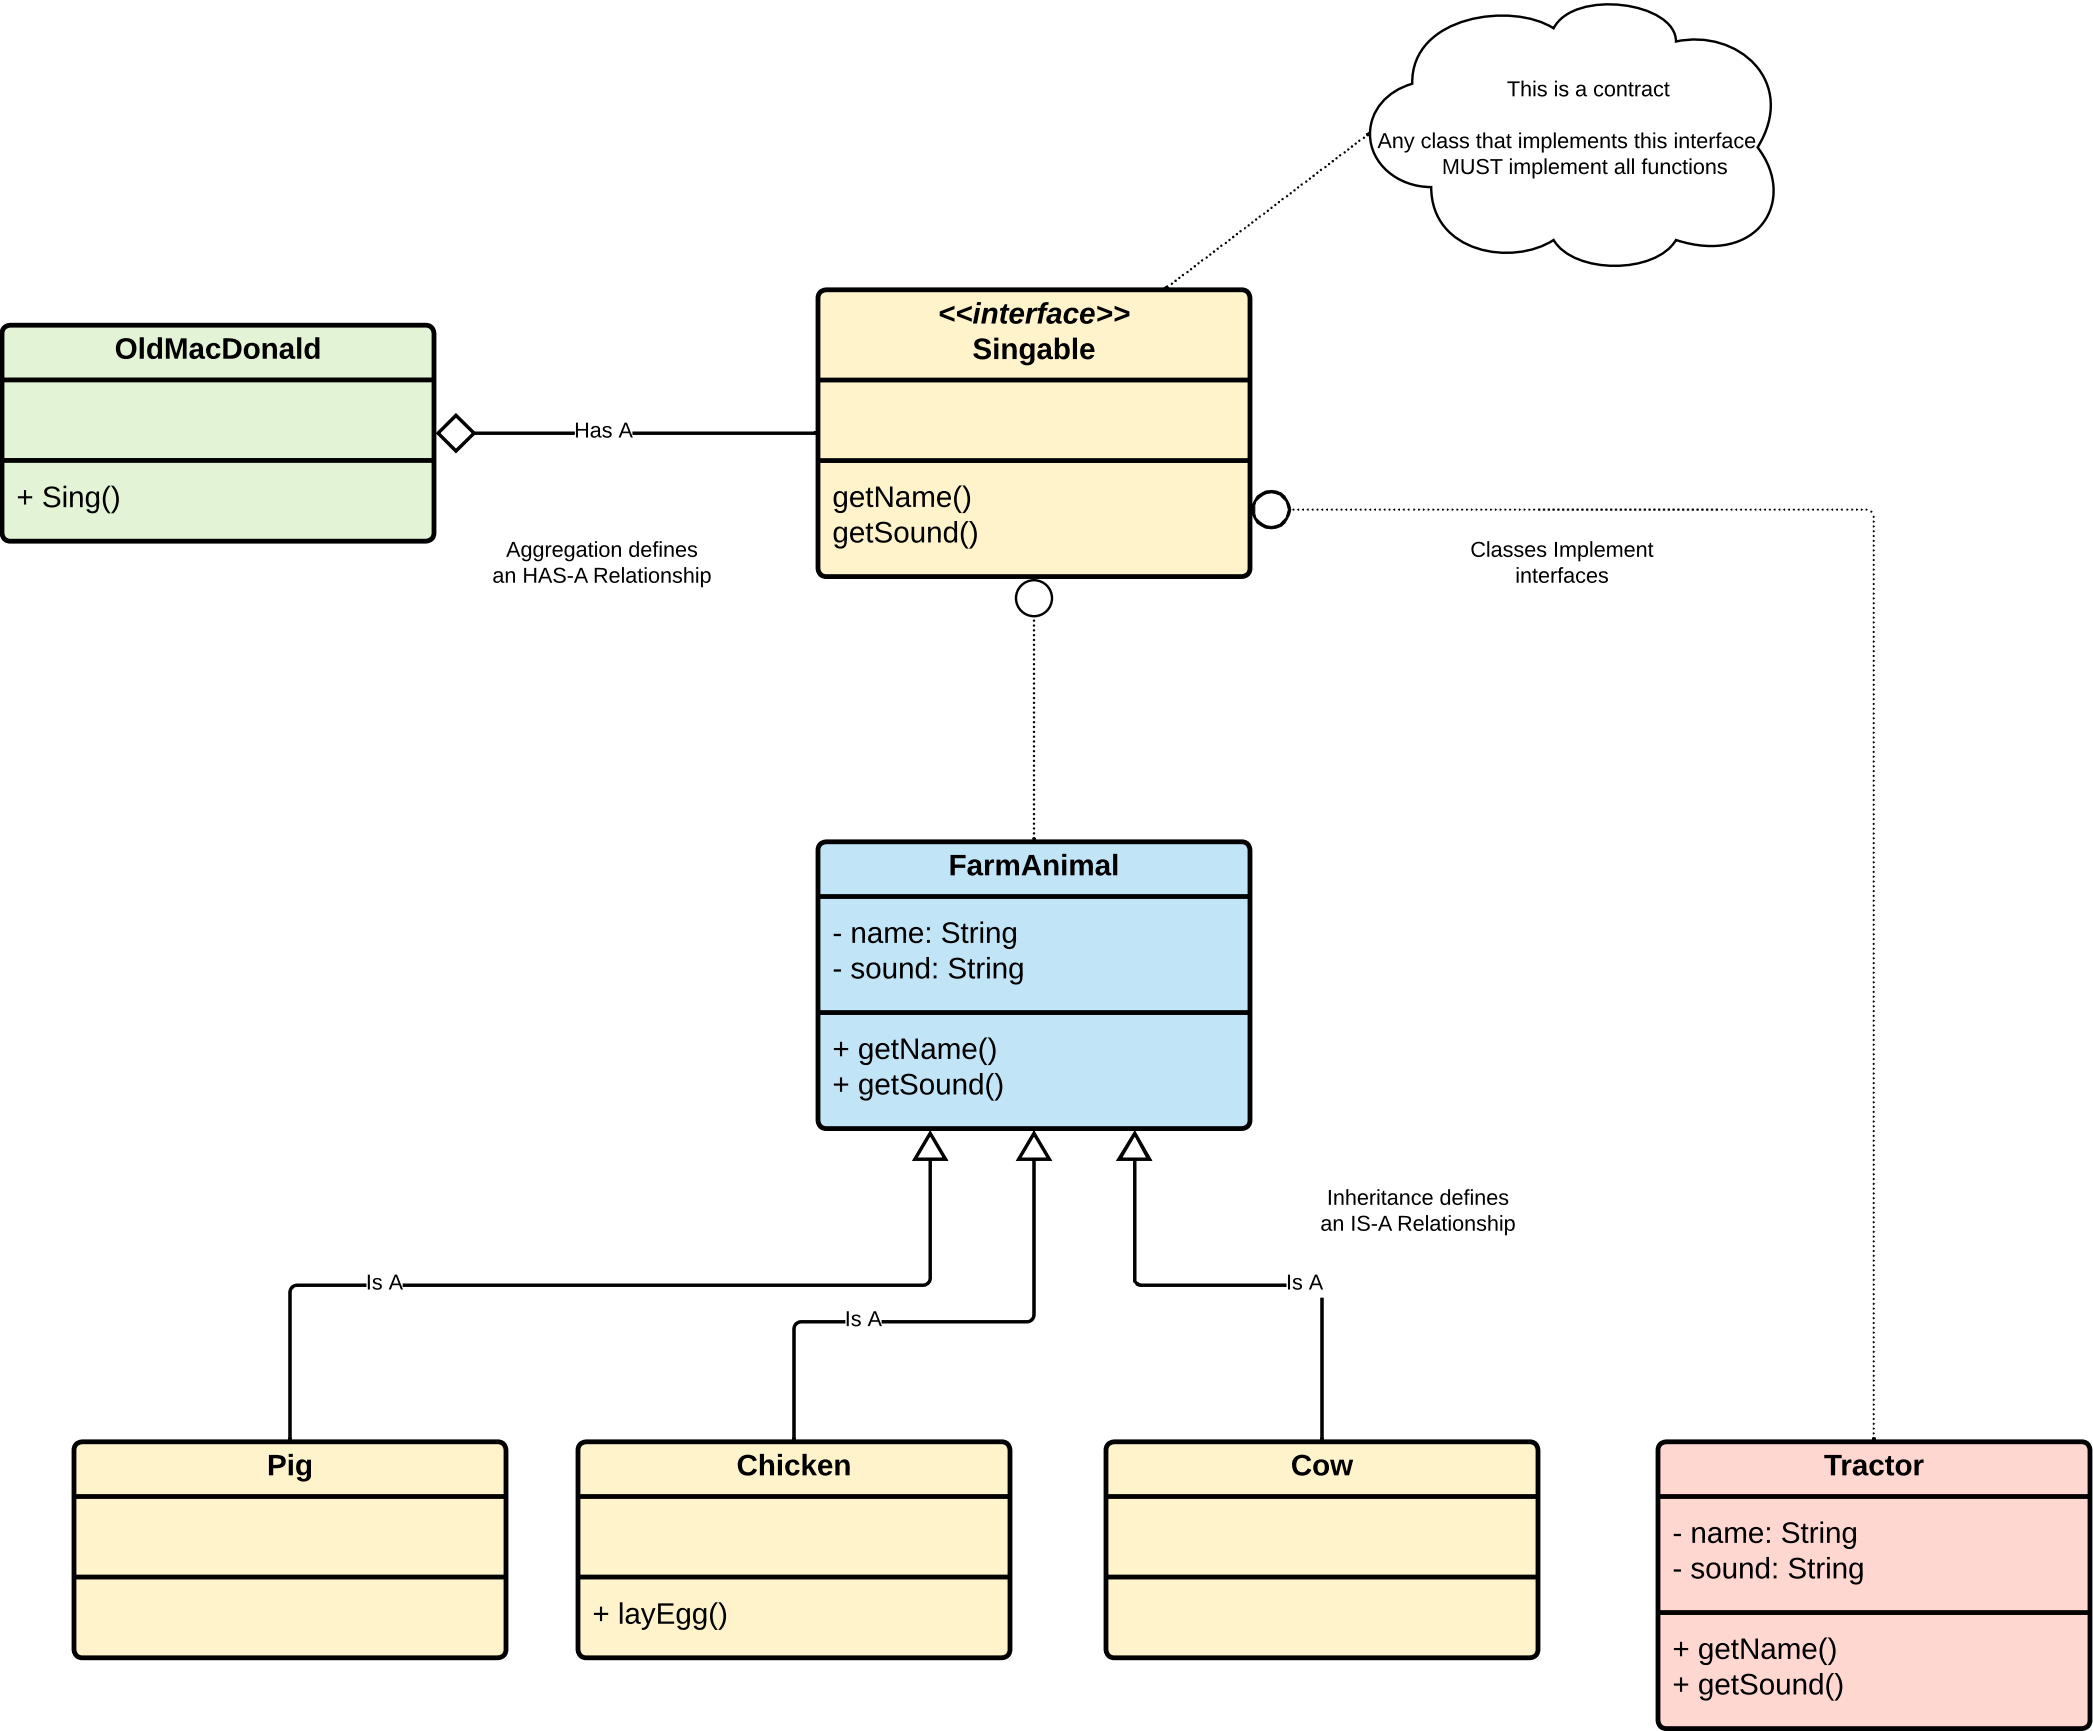 This is a contract
Any class that implements this interface
MUST implement all functions
<<interface>>
Singable
getName()
getSound()
OldMacDonald
+ Sing()
Has A
Aggregation defines
an HAS-A Relationship
Classes Implement
interfaces
FarmAnimal
- name: String
- sound: String
+ getName()
+ getSound()
Inheritance defines
an IS-A Relationship
Is A
Is A
Is A
Pig
Chicken
+ layEgg()
Cow
Tractor
- name: String
- sound: String
+ getName()
+ getSound()